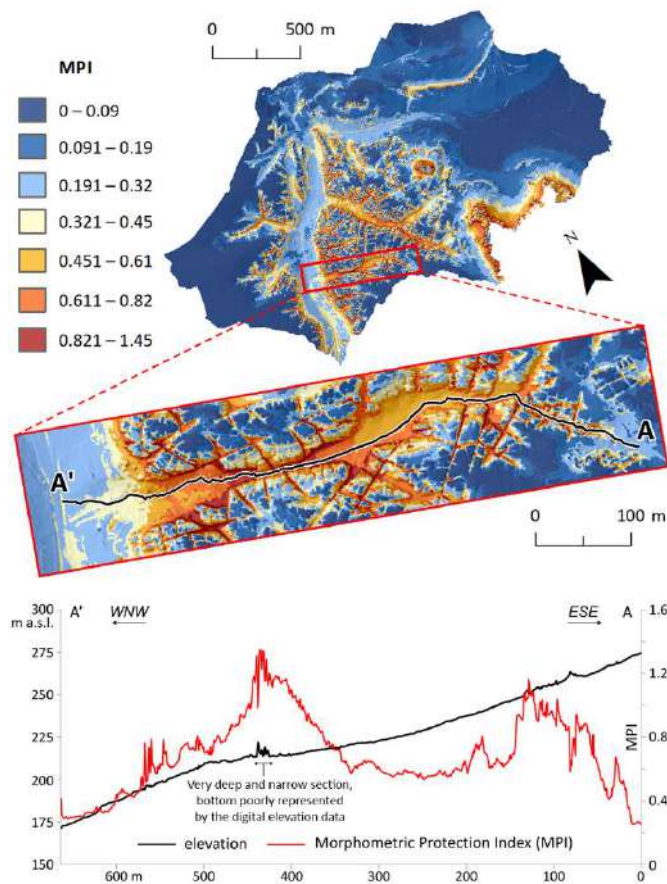 0 500 m
MPI
0 – 0.09
0.091 – 0.19
0.191 – 0.32
0.321 – 0.45
0.451 – 0.61
0.611 – 0.82
0.821 – 1.45
N
A' A
0 100 m
300 A' WNW ESE A 1.6
m a.s.l.
275
1.2
250
225 0.8
MPI
200
Very deep and narrow section,
bottom poorly represented
by the digital elevation data
0.4
175
elevation Morphometric Protection Index (MPI)
150 0
600 m 500 400 300 200 100 0